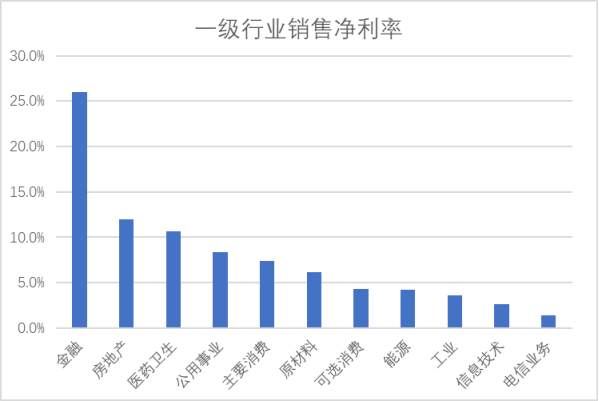 一级行业销售净利率
30.0%
25.0%
20.0%
15.0%
10.0%
5.0%
0.0%
金融
房地产
医药卫生
公用事业
主要消费
原材料
可选消费
能源
工业
信息技术
电信业务